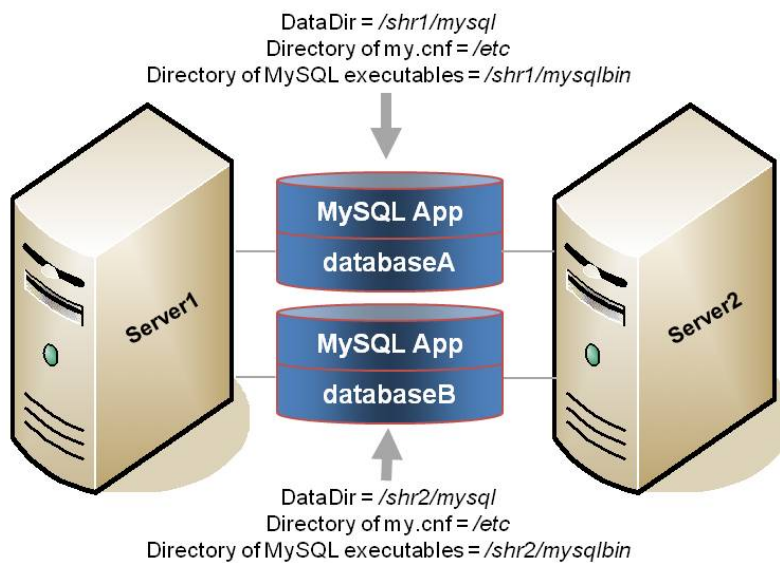 DataDir = /shr1/mysql
Directory of my.cnf = /etc
Directory of MySQL executables = /shr1/mysqlbin
Server1
MySQL App
databaseA
MySQL App
databaseB
Server2
DataDir = /shr2/mysql
Directory of my.cnf = /etc
Directory of MySQL executables = /shr2/mysqlbin